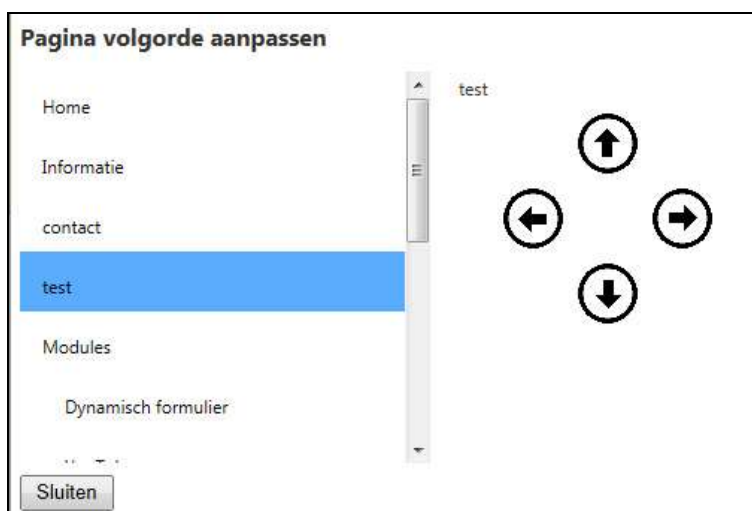 Pagina volgorde aanpassen
Home
Informatie
contact
test
Modules
Dynamisch formulier
test
Sluiten